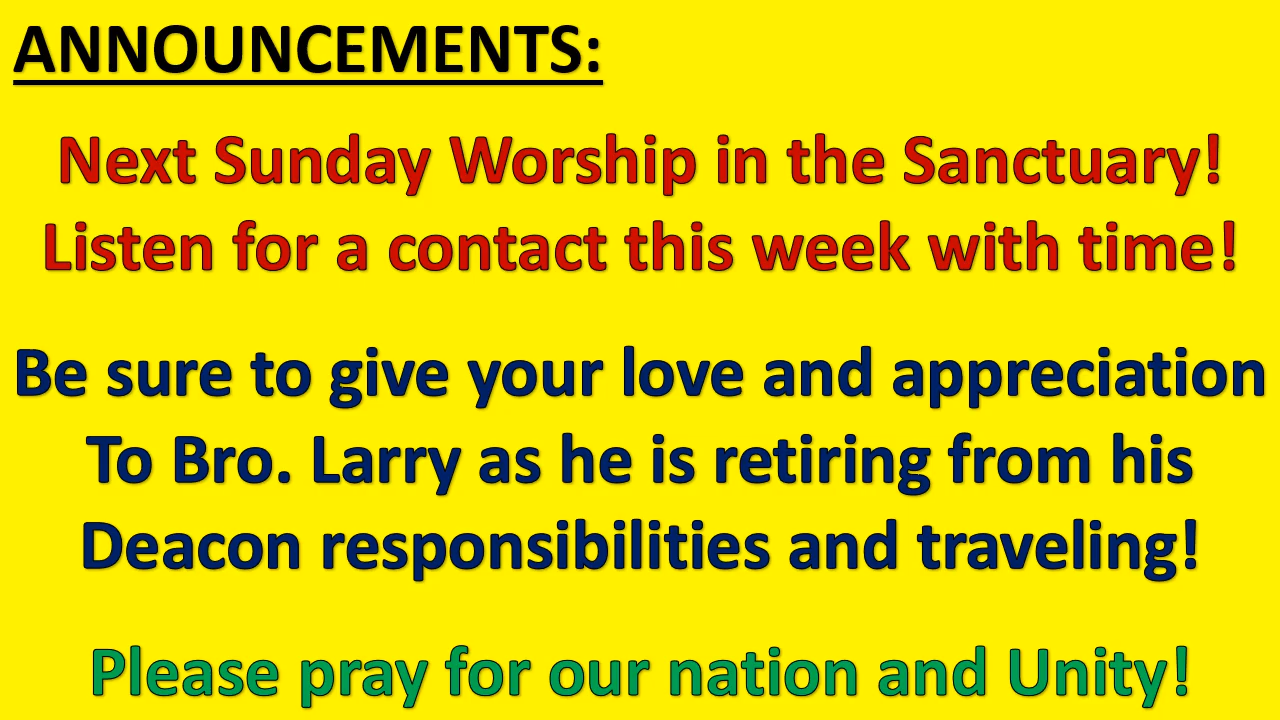 ANNOUNCEMENTS:
Next Sunday Worship in the Sanctuary!
Listen for a contact this week with time!
Be sure to give your love and appreciation
To Bro. Larry as he is retiring from his
Deacon responsibilities and traveling!
Please pray for our nation and Unity!